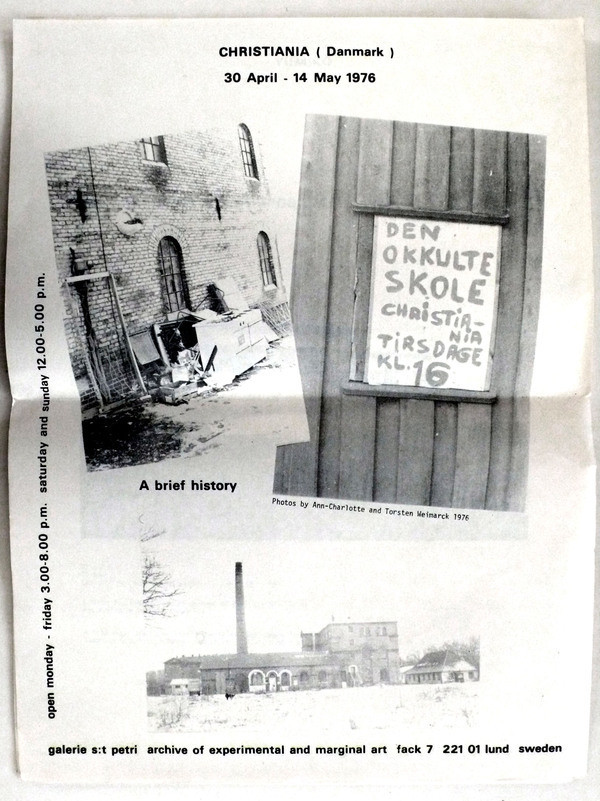 CHRISTIANIA ( Danmark )
30 April - 14 May 1976
DEN
OKKULTE
SKOLE
CHRISTIA-
NIA
TIRSDAGE
KL. 16
A brief history
Photos by Ann-Charlotte and Torsten Weimarck 1976
open monday - friday 3.00-8.00 p.m. saturday and sunday 12.00-5.00 p.m.
galerie s:t petri archive of experimental and marginal art fack 7 221 01 lund sweden